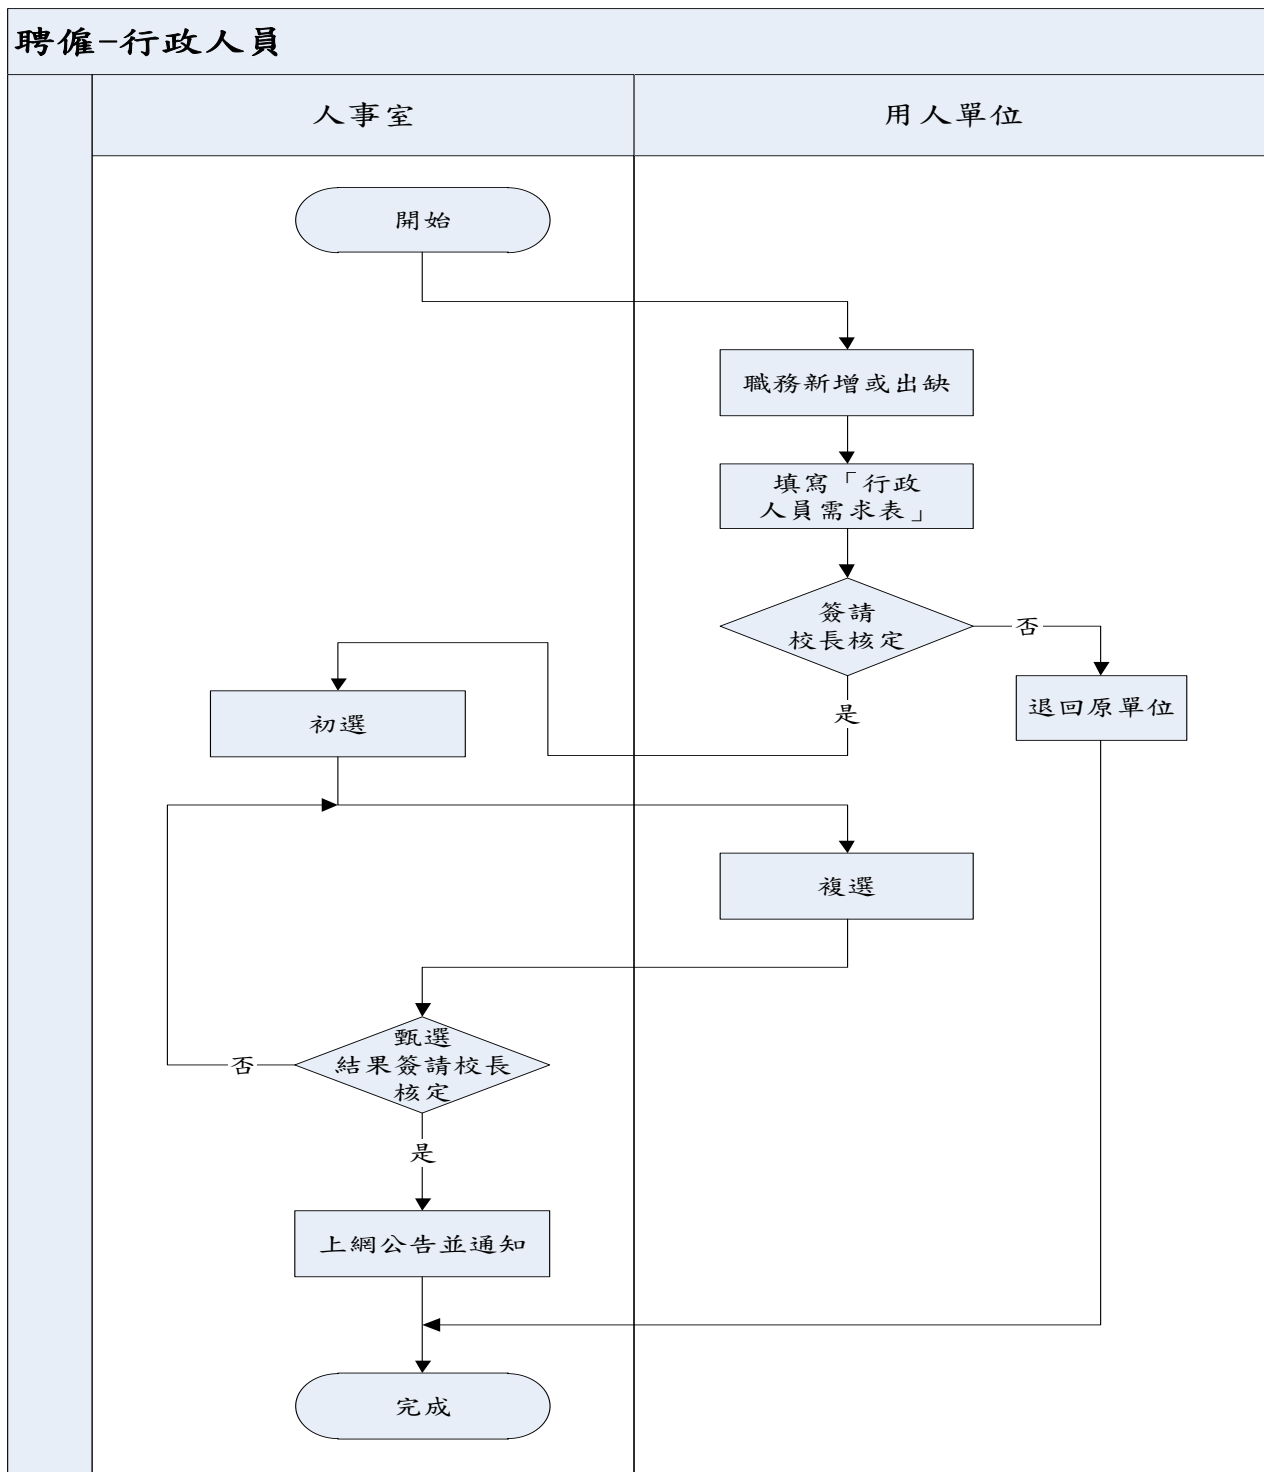 聘僱-行政人員
人事室
用人單位
開始
職務新增或出缺
填寫「行政
人員需求表」
簽請
校長核定
否
是
退回原單位
初選
複選
甄選
結果簽請校長
核定
否
是
上網公告並通知
完成